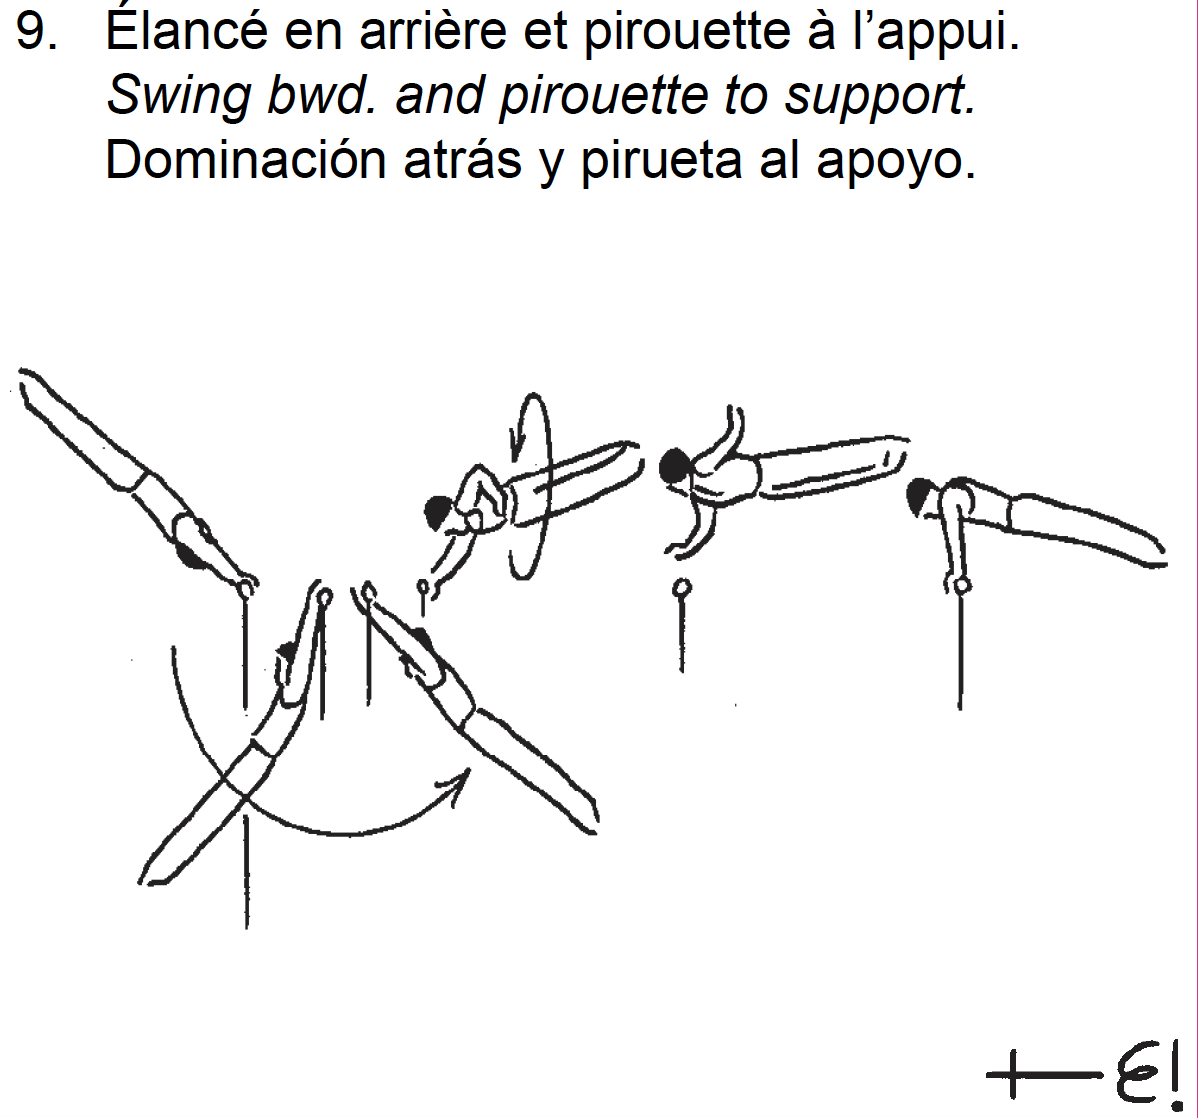 9. Élancé en arrière et pirouette à l’appui.
Swing bwd. and pirouette to support.
Dominación atrás y pirueta al apoyo.